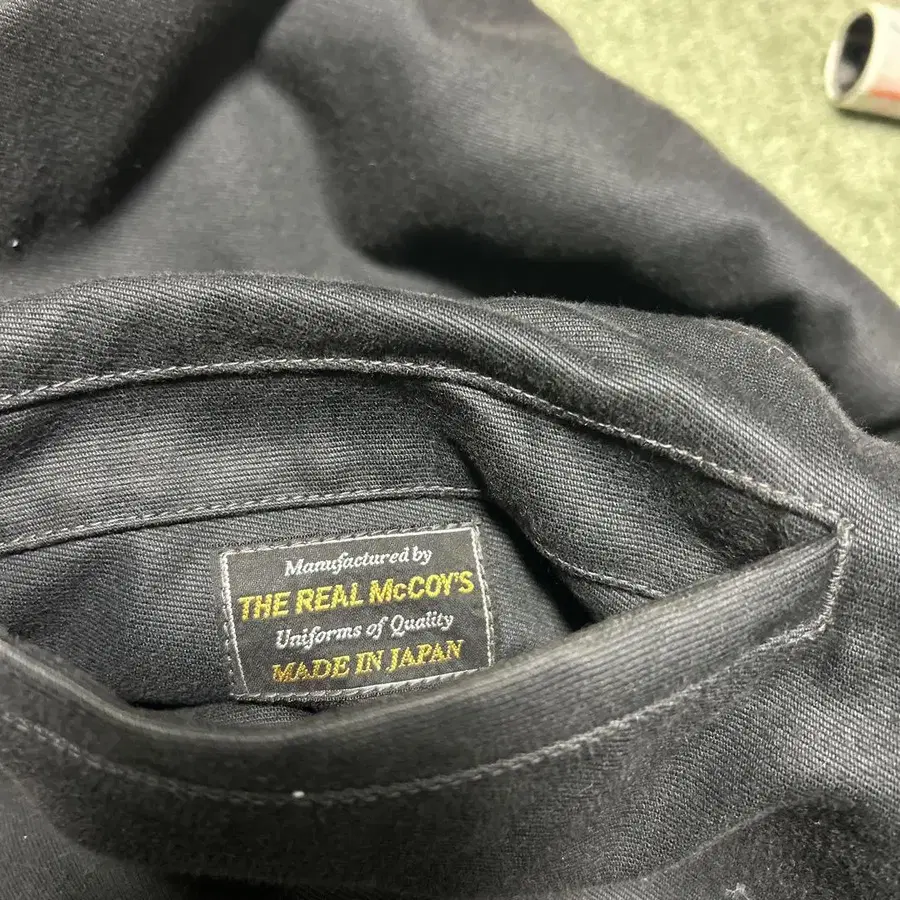 Manufactured by
THE REAL McCOY'S
Uniforms of Quality
MADE IN JAPAN